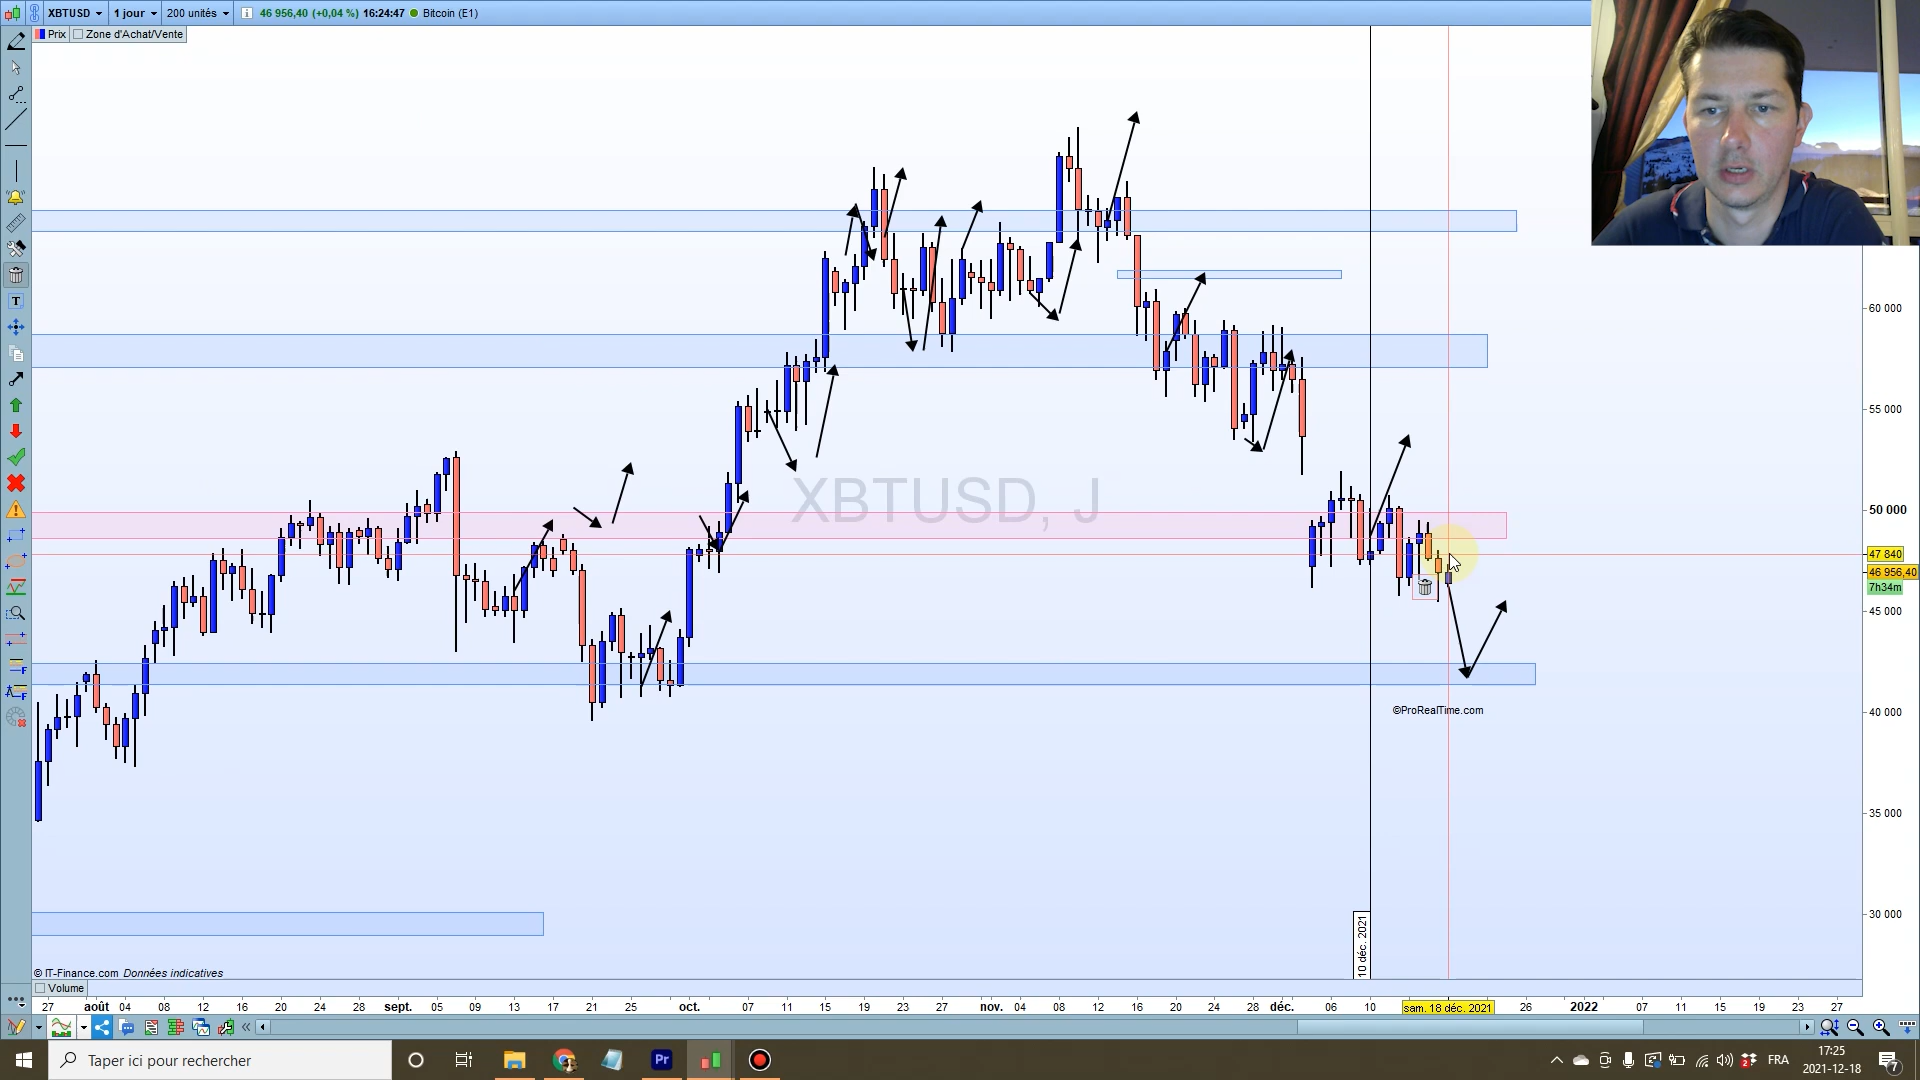 XBTUSD 1 jour 200 unités 46 956,40 (+0,04 %) 16:24:47 Bitcoin (E1)
Prix Zone d'Achat/Vente
60 000
55 000
XBTUSD, J
50 000
47 840
46 956,40
7h34m
45 000
©ProRealTime.com
40 000
35 000
30 000
10 déc. 2021
© IT-Finance.com Données indicatives
Volume
27 août 04 08 12 16 20 24 28 sept. 05 09 13 17 21 25 oct. 07 11 15 19 23 27 nov. 04 08 12 16 20 24 28 déc. 06 10 sam. 18 déc. 2021 26 2022 07 11 15 19 23 27
Taper ici pour rechercher
Pr
2
FRA
17:25
2021-12-18
7